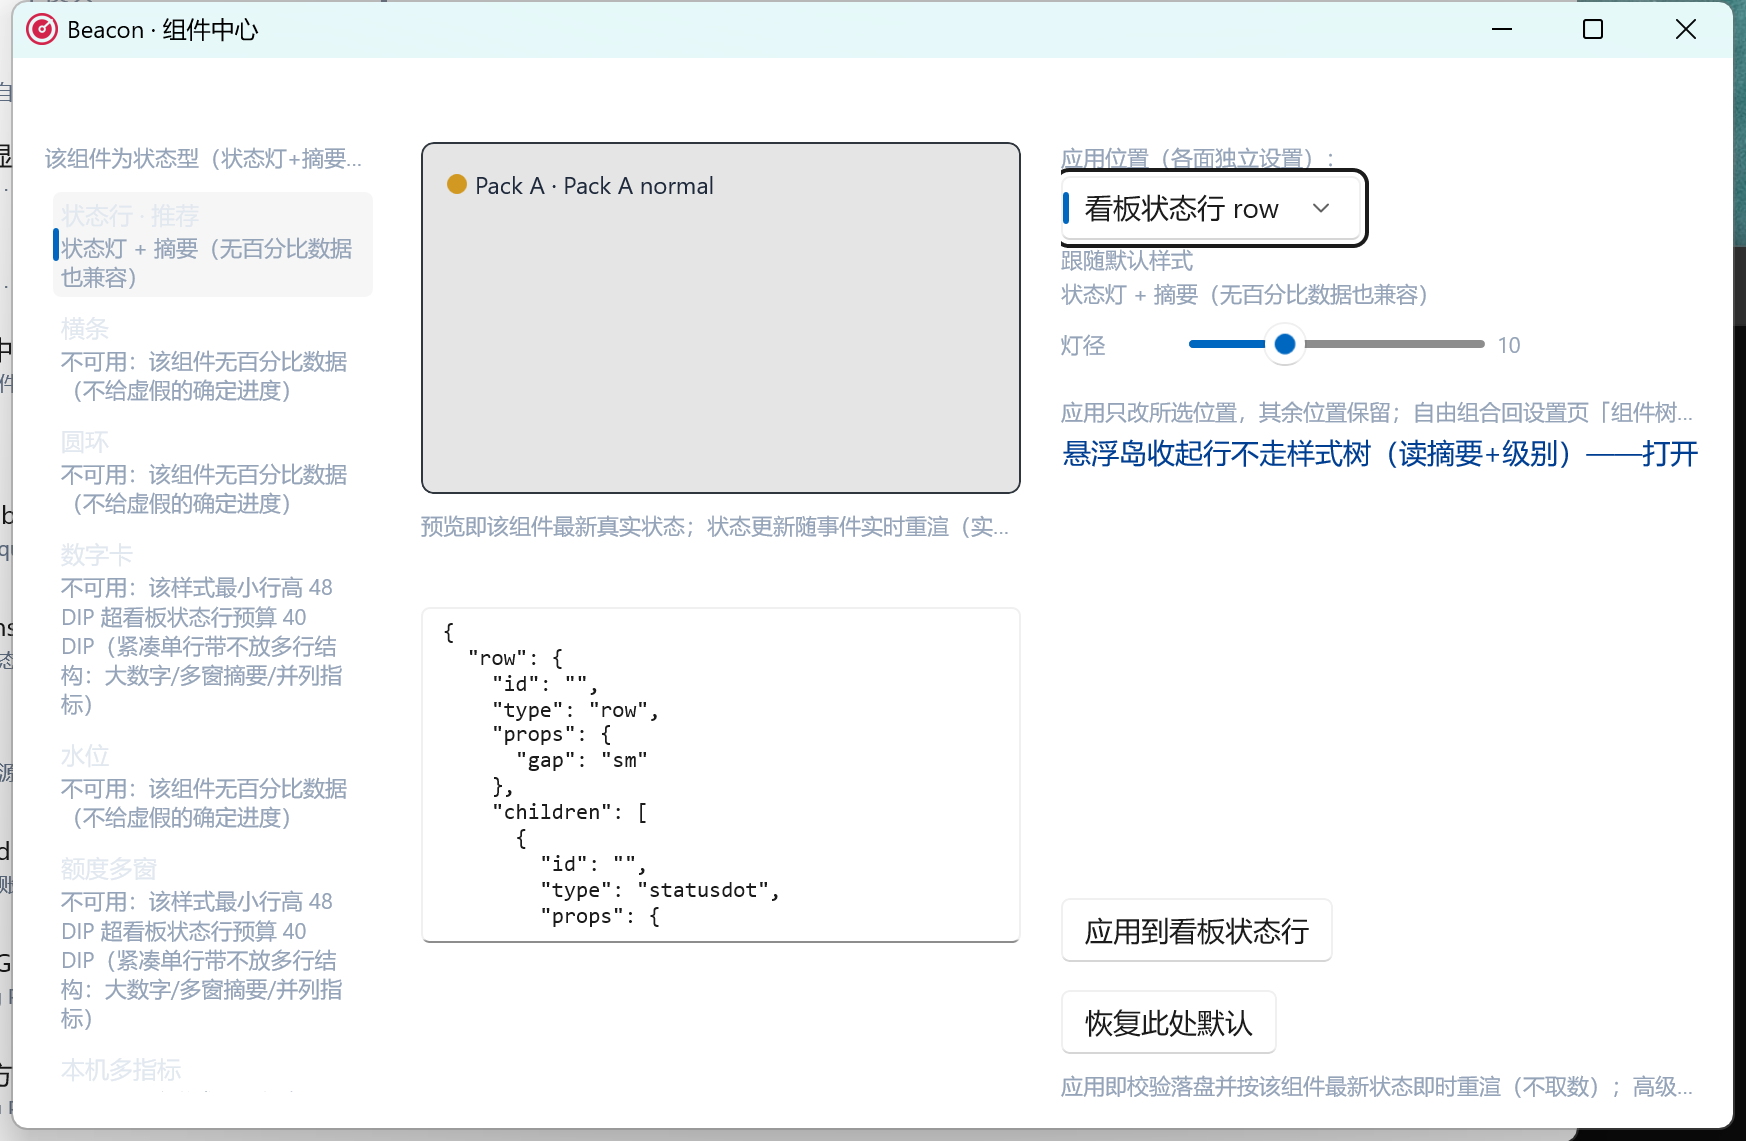 Beacon · 组件中心
该组件为状态型（状态灯+摘要...
状态行 · 推荐
状态灯 + 摘要（无百分比数据
也兼容）
横条
不可用：该组件无百分比数据
（不给虚假的确定进度）
圆环
不可用：该组件无百分比数据
（不给虚假的确定进度）
数字卡
不可用：该样式最小行高 48
DIP 超看板状态行预算 40
DIP（紧凑单行带不放多行结
构：大数字/多窗摘要/并列指
标）
水位
不可用：该组件无百分比数据
（不给虚假的确定进度）
额度多窗
不可用：该样式最小行高 48
DIP 超看板状态行预算 40
DIP（紧凑单行带不放多行结
构：大数字/多窗摘要/并列指
标）
本机多指标
Pack A · Pack A normal
预览即该组件最新真实状态；状态更新随事件实时重渲（实...
{
"row": {
"id": "",
"type": "row",
"props": {
"gap": "sm"
},
"children": [
{
"id": "",
"type": "statusdot",
"props": {
应用位置（各面独立设置）：
看板状态行 row
跟随默认样式
状态灯 + 摘要（无百分比数据也兼容）
灯径 10
应用只改所选位置，其余位置保留；自由组合回设置页「组件树...
悬浮岛收起行不走样式树（读摘要+级别）——打开
应用到看板状态行
恢复此处默认
应用即校验落盘并按该组件最新状态即时重渲（不取数）；高级...